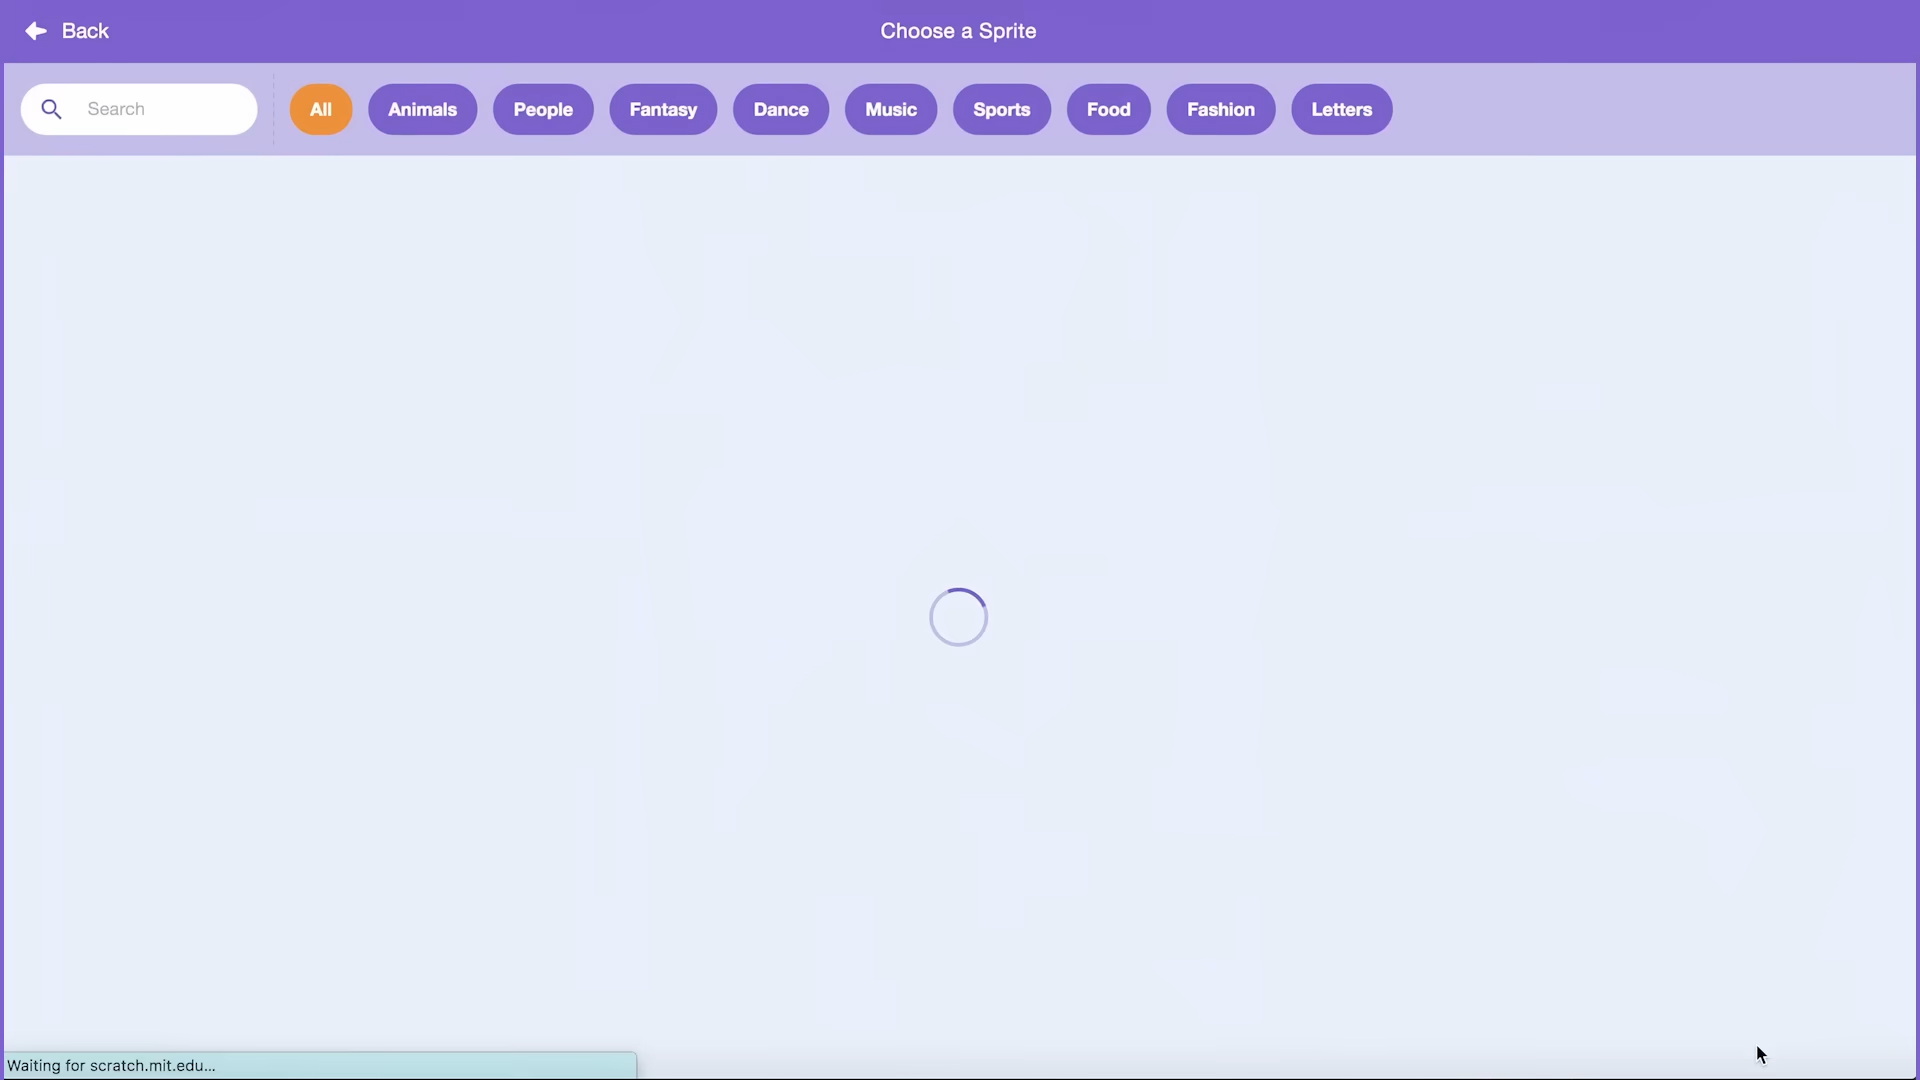 Back
Choose a Sprite
Search
All
Animals
People
Fantasy
Dance
Music
Sports
Food
Fashion
Letters
Waiting for scratch.mit.edu...